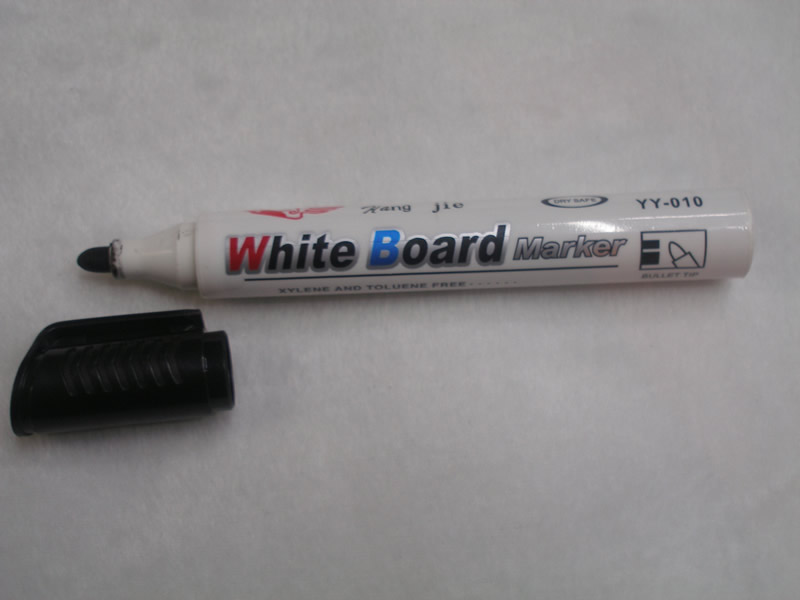 Kang jie DRY SAFE YY-010
White Board Marker
BULLET TIP
XYLENE AND TOLUENE FREE ······